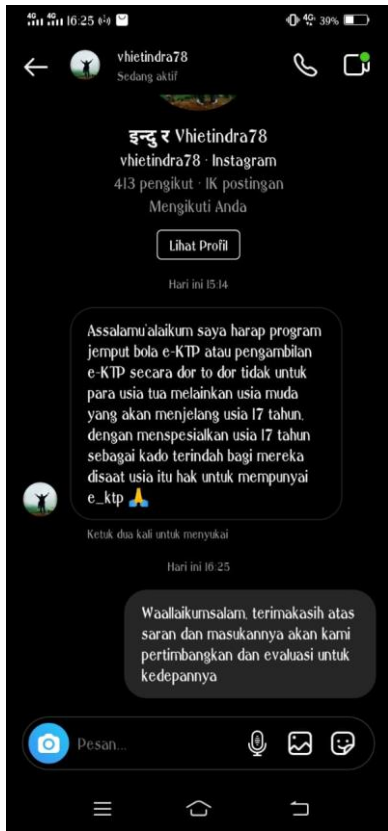 4G 4G 16:25
4G 39%
vhietindra78
Sedang aktif
इन्दु र Vhietindra78
vhietindra78 · Instagram
413 pengikut · 1K postingan
Mengikuti Anda
Lihat Profil
Hari ini 15.14
Assalamu'alaikum saya harap program
jemput bola e-KTP atau pengambilan
e-KTP secara dor to dor tidak untuk
para usia tua melainkan usia muda
yang akan menjelang usia 17 tahun,
dengan menspesialkan usia 17 tahun
sebagai kado terindah bagi mereka
disaat usia itu hak untuk mempunyai
e_ktp 🙏
Ketuk dua kali untuk menyukai
Hari ini 16.25
Waallaikumsalam, terimakasih atas
saran dan masukannya akan kami
pertimbangkan dan evaluasi untuk
kedepannya
Pesan...